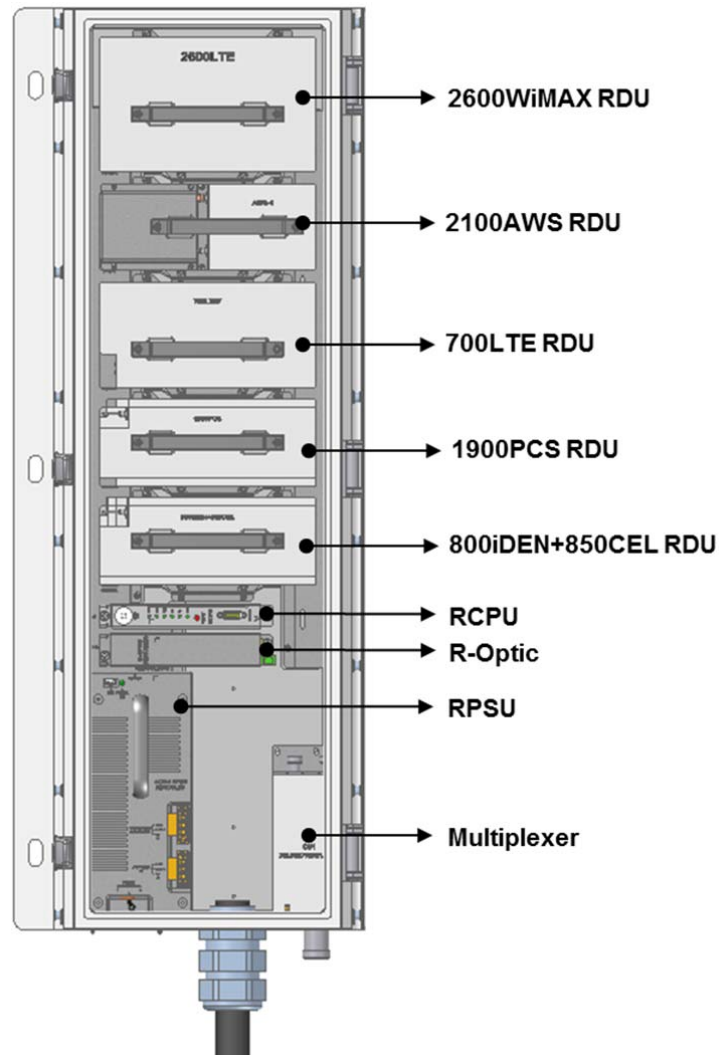 2600LTE
2600WiMAX RDU
2100AWS RDU
700LTE RDU
1900PCS RDU
800iDEN+850CEL RDU
RCPU
R-Optic
RPSU
Multiplexer